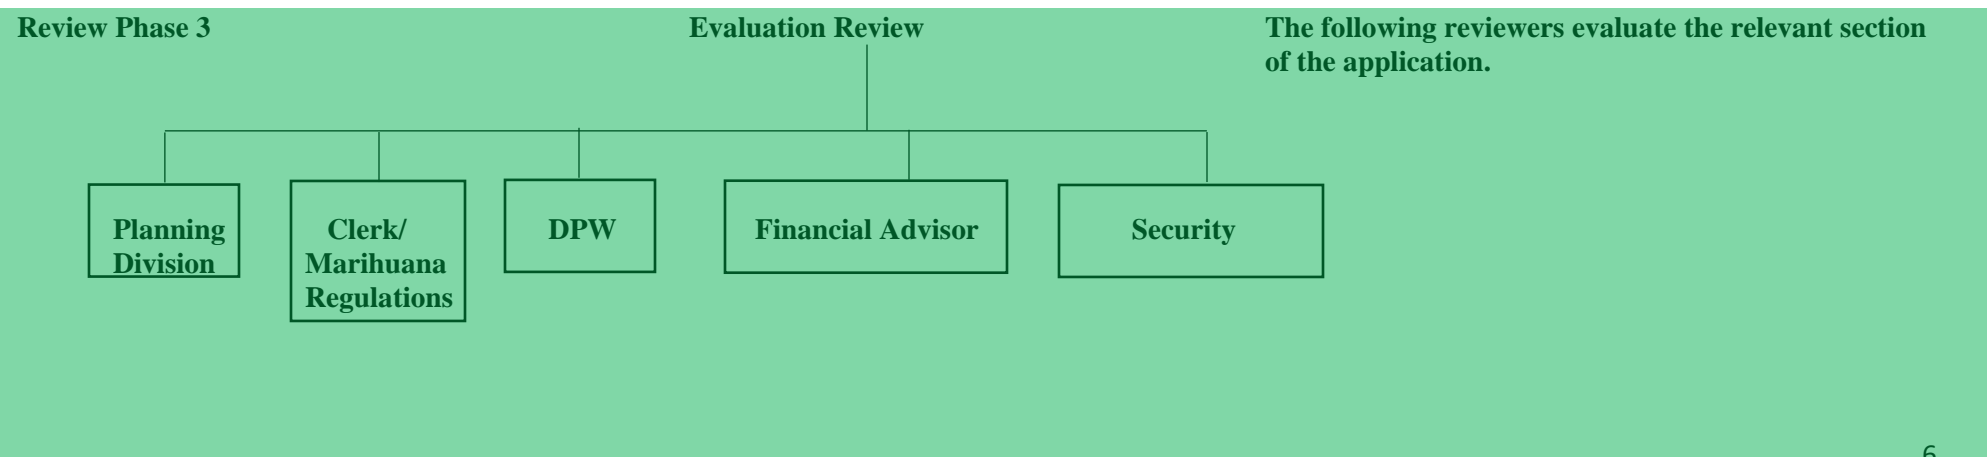 Review Phase 3
Evaluation Review
The following reviewers evaluate the relevant section
of the application.
Planning
Division
Clerk/
Marihuana
Regulations
DPW
Financial Advisor
Security
6